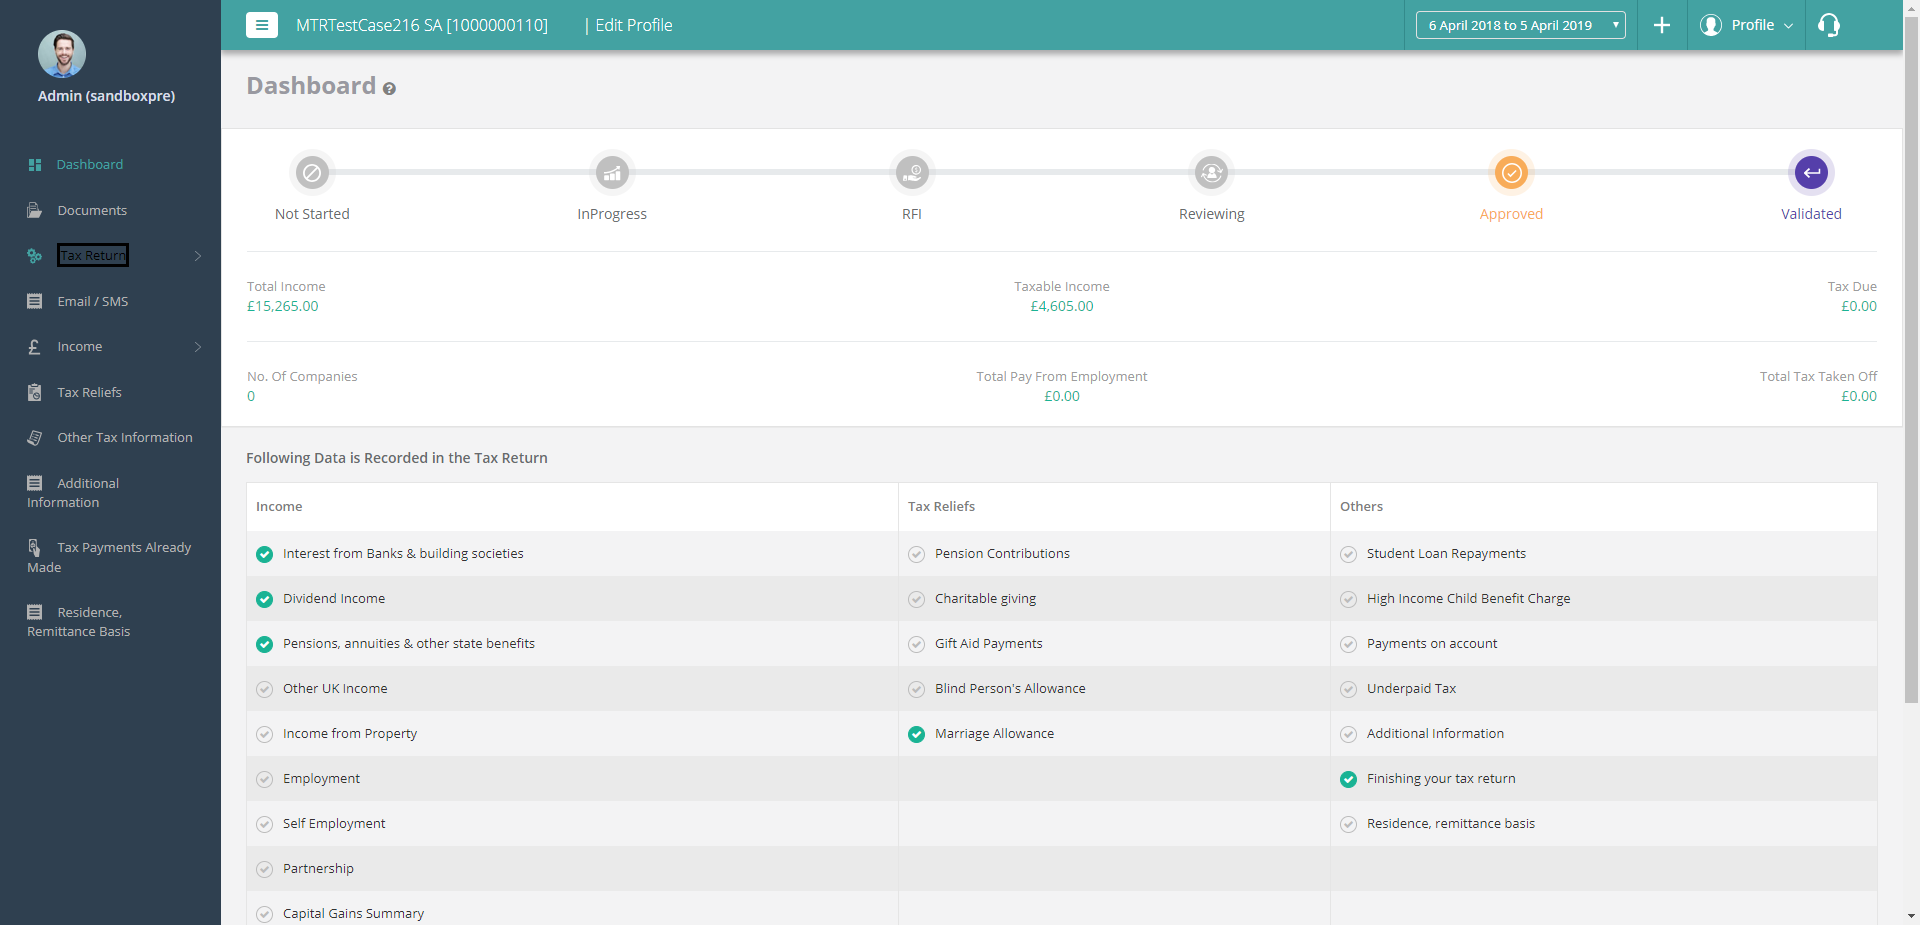 MTRTestCase216 SA [1000000110] | Edit Profile
6 April 2018 to 5 April 2019
Profile
Admin (sandboxpre)
Dashboard
Documents
Tax Return
Email / SMS
Income
Tax Reliefs
Other Tax Information
Additional
Information
Tax Payments Already
Made
Residence,
Remittance Basis
Dashboard
Not Started
InProgress
RFI
Reviewing
Approved
Validated
Total Income
£15,265.00
Taxable Income
£4,605.00
Tax Due
£0.00
No. Of Companies
0
Total Pay From Employment
£0.00
Total Tax Taken Off
£0.00
Following Data is Recorded in the Tax Return
Income
Tax Reliefs
Others
Interest from Banks & building societies
Pension Contributions
Student Loan Repayments
Dividend Income
Charitable giving
High Income Child Benefit Charge
Pensions, annuities & other state benefits
Gift Aid Payments
Payments on account
Other UK Income
Blind Person's Allowance
Underpaid Tax
Income from Property
Marriage Allowance
Additional Information
Employment
Finishing your tax return
Self Employment
Residence, remittance basis
Partnership
Capital Gains Summary